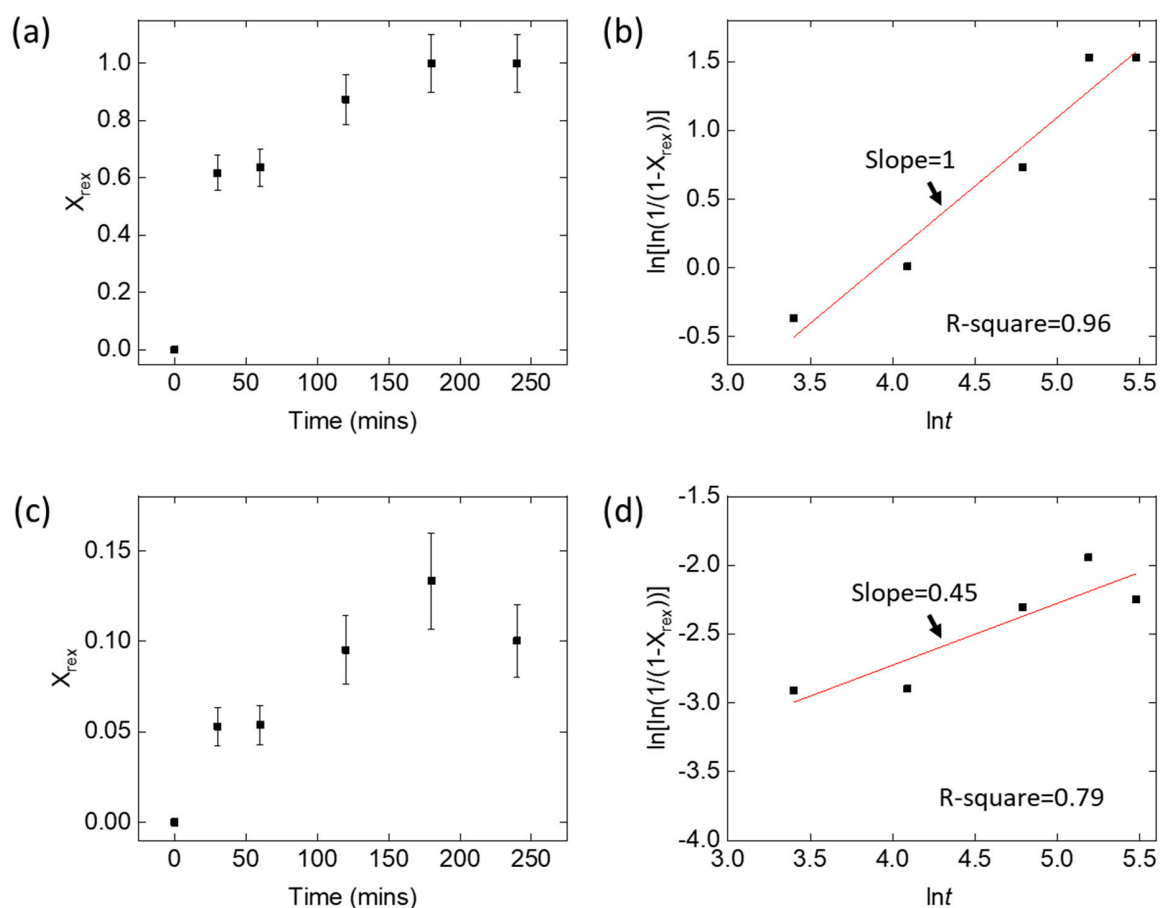 (a)
X_rex
1.0
0.8
0.6
0.4
0.2
0.0
0
50
100
150
200
250
Time (mins)
(b)
ln[ln(1/(1-X_rex))]
1.5
1.0
0.5
0.0
-0.5
Slope=1
R-square=0.96
3.0
3.5
4.0
4.5
5.0
5.5
lnt
(c)
X_rex
0.15
0.10
0.05
0.00
0
50
100
150
200
250
Time (mins)
(d)
ln[ln(1/(1-X_rex))]
-1.5
-2.0
-2.5
-3.0
-3.5
-4.0
Slope=0.45
R-square=0.79
3.0
3.5
4.0
4.5
5.0
5.5
lnt